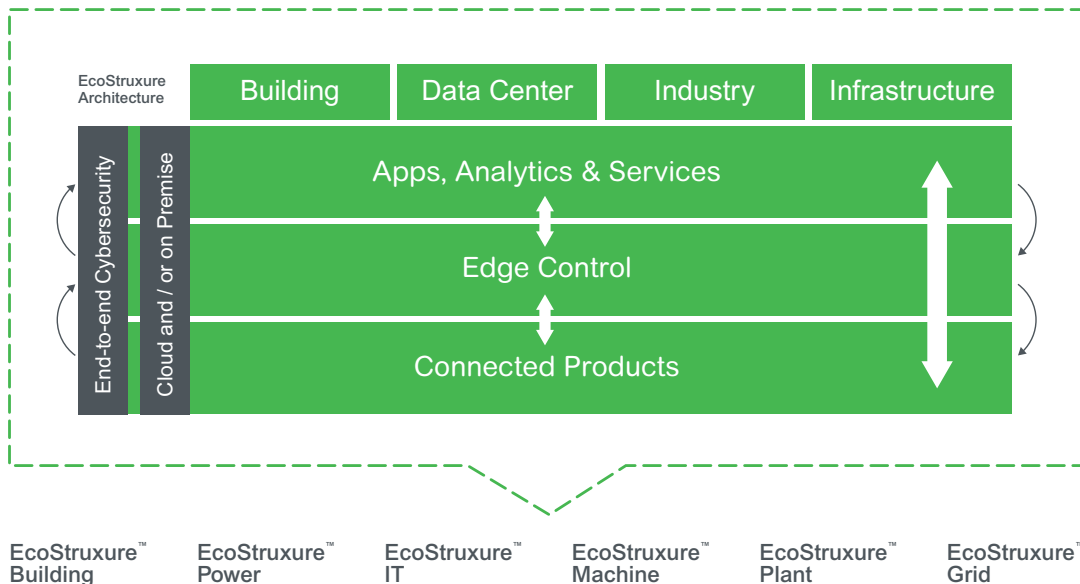 EcoStruxure
Architecture
Building
Data Center
Industry
Infrastructure
End-to-end Cybersecurity
Cloud and / or on Premise
Apps, Analytics & Services
Edge Control
Connected Products
EcoStruxure™
Building
EcoStruxure™
Power
EcoStruxure™
IT
EcoStruxure™
Machine
EcoStruxure™
Plant
EcoStruxure™
Grid